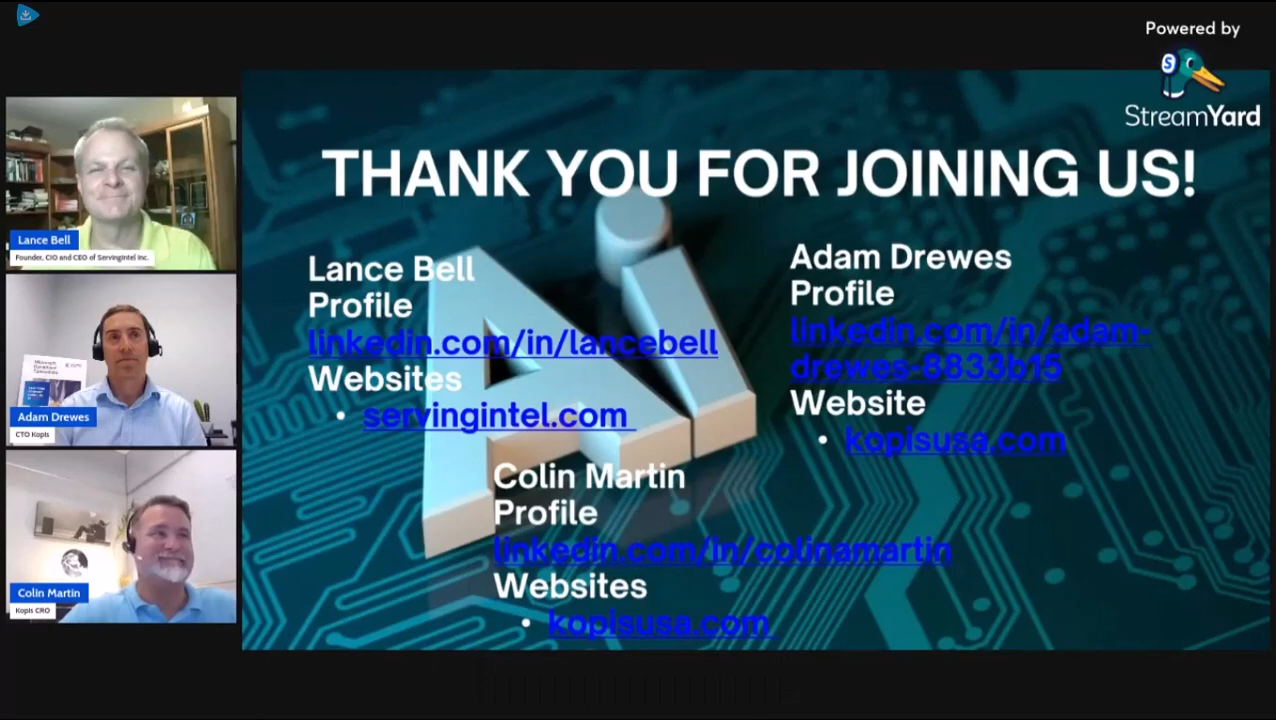 Powered by
StreamYard
THANK YOU FOR JOINING US!
Lance Bell
Profile
linkedin.com/in/lancebell
Websites
• servingintel.com
Adam Drewes
Profile
linkedin.com/in/adam-
drewes-8833b15
Website
• kopisusa.com
Colin Martin
Profile
linkedin.com/in/colinamartin
Websites
• kopisusa.com
Lance Bell
Founder, CIO and CEO of ServingIntel Inc.
Adam Drewes
CTO Kopis
Colin Martin
Kopis CRO